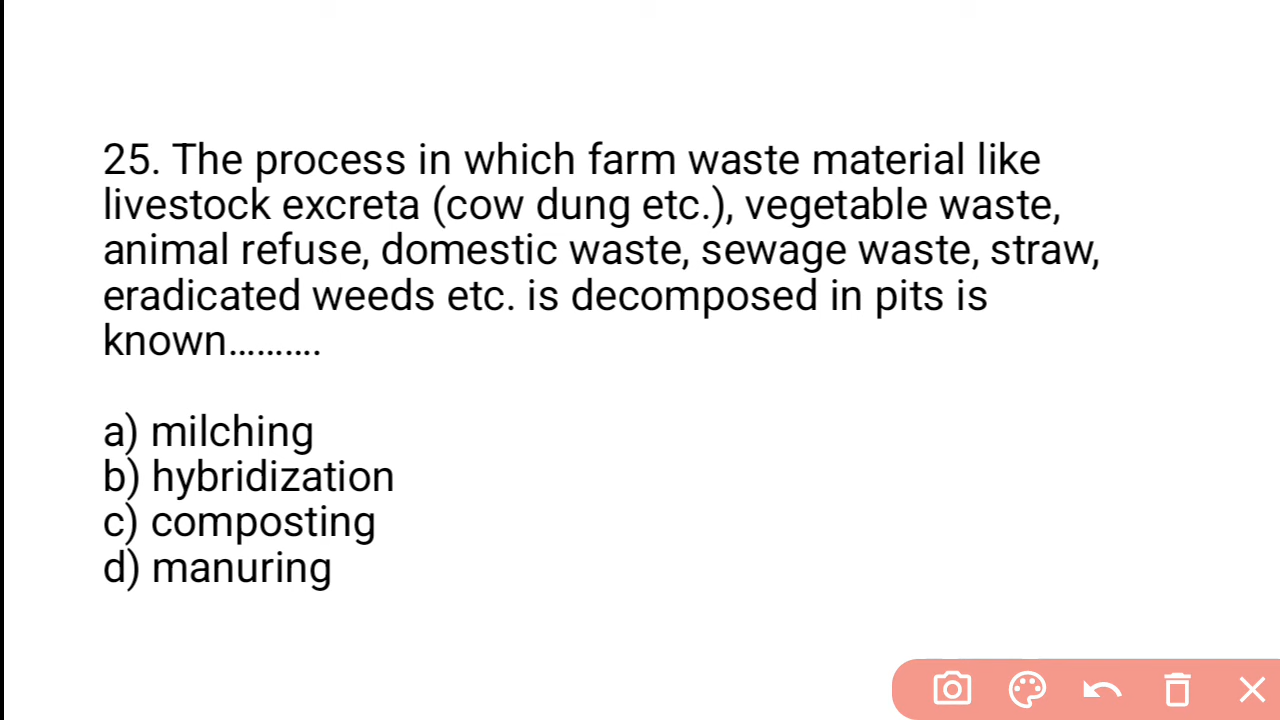 25. The process in which farm waste material like
livestock excreta (cow dung etc.), vegetable waste,
animal refuse, domestic waste, sewage waste, straw,
eradicated weeds etc. is decomposed in pits is
known..........
a) milching
b) hybridization
c) composting
d) manuring